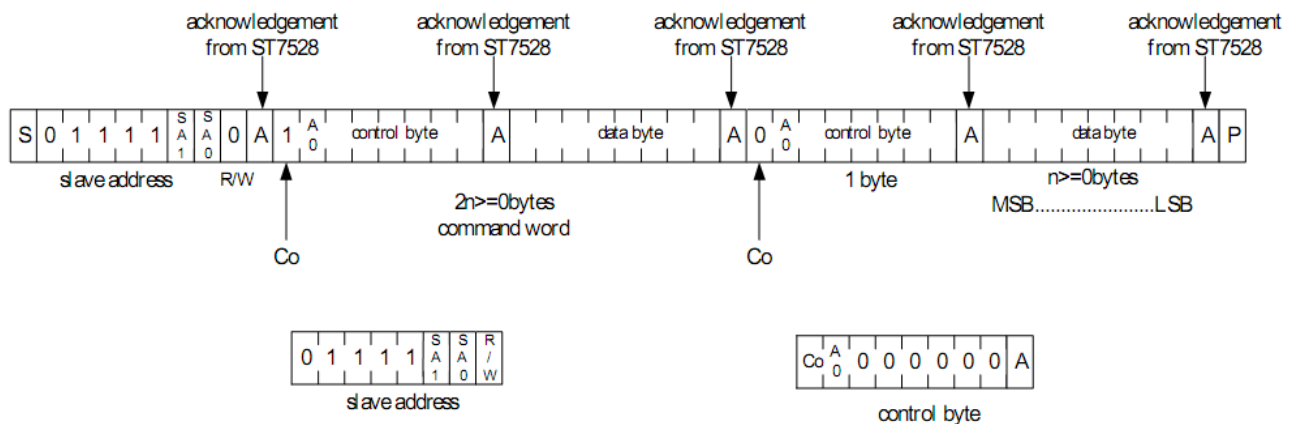 acknowledgement acknowledgement acknowledgement acknowledgement acknowledgement
from ST7528 from ST7528 from ST7528 from ST7528 from ST7528
S 0 1 1 1 1 SA1 SA0 0 A 1 A0 control byte A data byte A 0 A0 control byte A data byte A P
slave address R/W 1 byte n>=0bytes
2n>=0bytes MSB........................LSB
command word
Co Co
0 1 1 1 1 SA1 SA0 R/W
slave address
Co A0 0 0 0 0 0 0 A
control byte